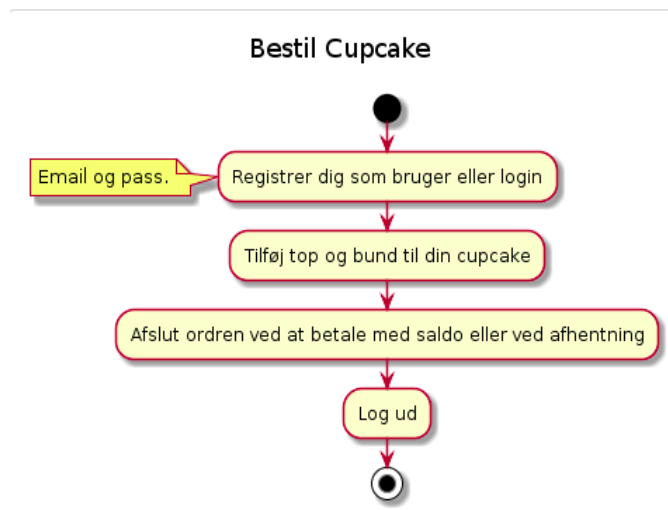 Bestil Cupcake
Email og pass.
Registrer dig som bruger eller login
Tilføj top og bund til din cupcake
Afslut ordren ved at betale med saldo eller ved afhentning
Log ud